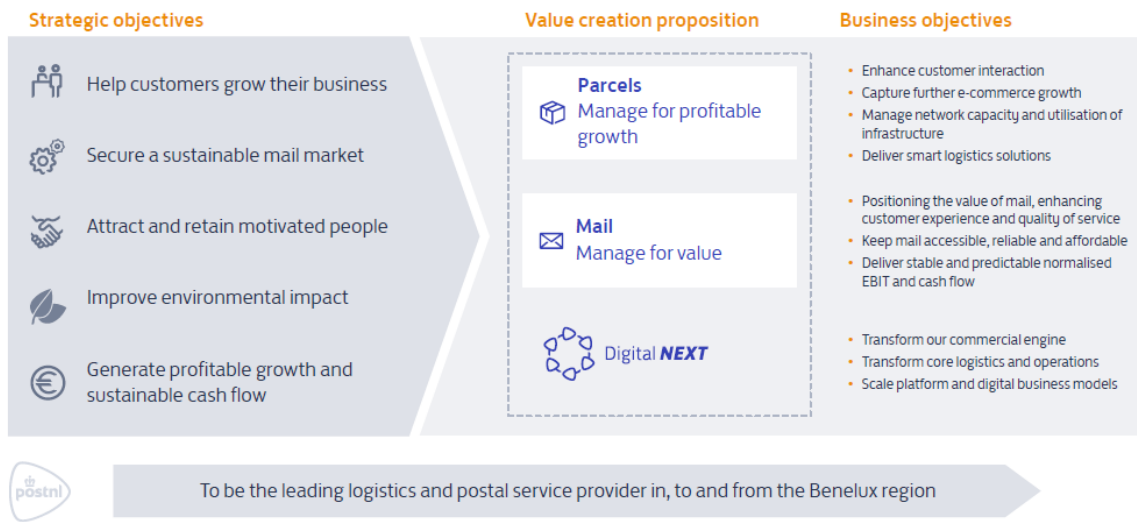 Strategic objectives
Help customers grow their business
Secure a sustainable mail market
Attract and retain motivated people
Improve environmental impact
Generate profitable growth and
sustainable cash flow
Value creation proposition
Parcels
Manage for profitable
growth
Mail
Manage for value
Digital NEXT
Business objectives
• Enhance customer interaction
• Capture further e-commerce growth
• Manage network capacity and utilisation of
infrastructure
• Deliver smart logistics solutions
• Positioning the value of mail, enhancing
customer experience and quality of service
• Keep mail accessible, reliable and affordable
• Deliver stable and predictable normalised
EBIT and cash flow
• Transform our commercial engine
• Transform core logistics and operations
• Scale platform and digital business models
postnl
To be the leading logistics and postal service provider in, to and from the Benelux region